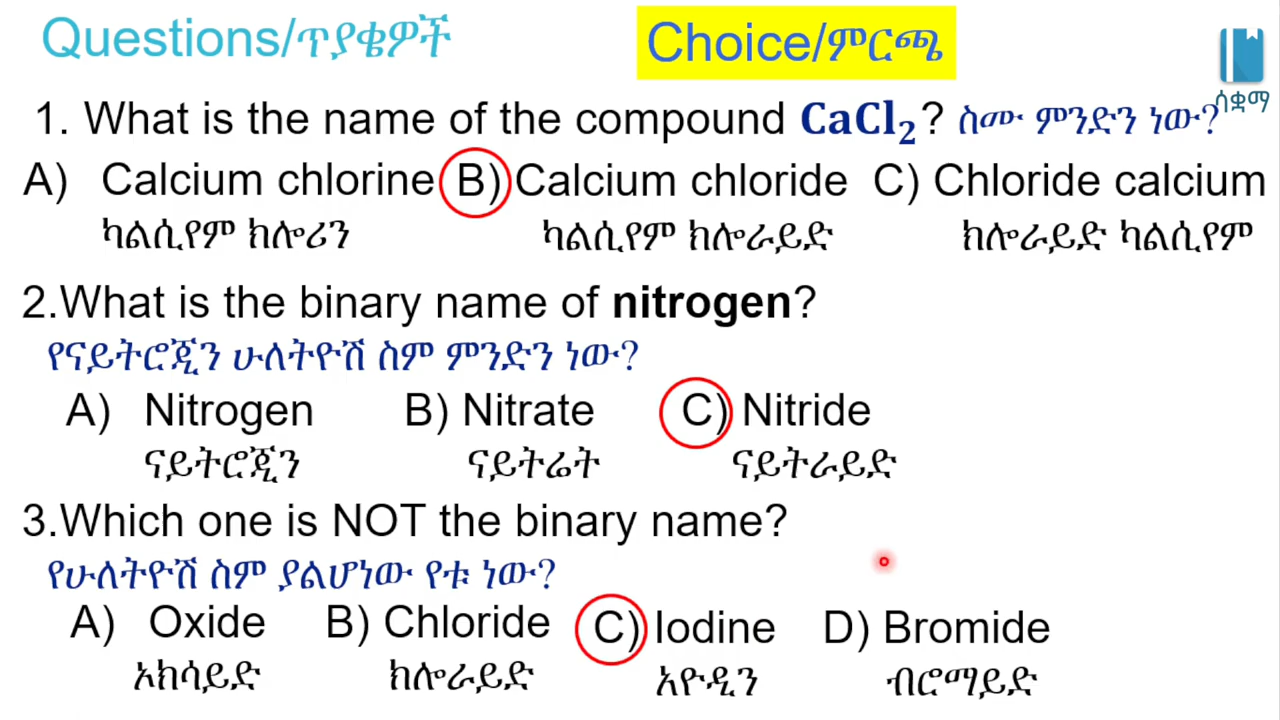 Questions/ጥያቄዎች
Choice/ምርጫ
ሰቋማ
1. What is the name of the compound CaCl₂? ስሙ ምንድን ነው?
A) Calcium chlorine B) Calcium chloride C) Chloride calcium
ካልሲየም ክሎሪን ካልሲየም ክሎራይድ ክሎራይድ ካልሲየም
2.What is the binary name of nitrogen?
የናይትሮጂን ሁለትዮሽ ስም ምንድን ነው?
A) Nitrogen B) Nitrate C) Nitride
ናይትሮጂን ናይትሬት ናይትራይድ
3.Which one is NOT the binary name?
የሁለትዮሽ ስም ያልሆነው የቱ ነው?
A) Oxide B) Chloride C) Iodine D) Bromide
ኦክሳይድ ክሎራይድ አዮዲን ብሮማይድ